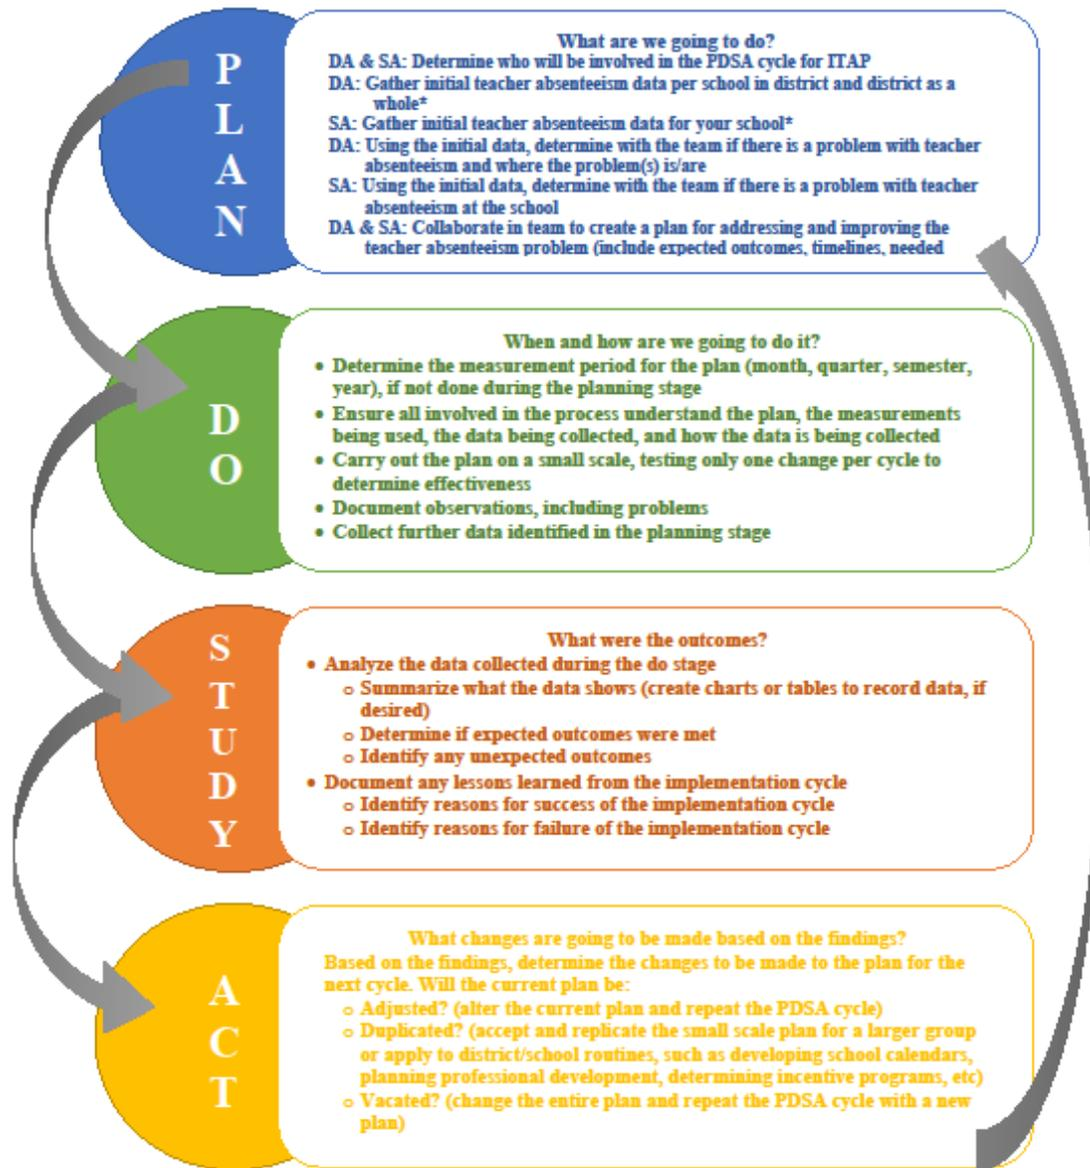 PLAN
What are we going to do?
DA & SA: Determine who will be involved in the PDSA cycle for ITAP
DA: Gather initial teacher absenteeism data per school in district and district as a
whole*
SA: Gather initial teacher absenteeism data for your school*
DA: Using the initial data, determine with the team if there is a problem with teacher
absenteeism and where the problem(s) is/are
SA: Using the initial data, determine with the team if there is a problem with teacher
absenteeism at the school
DA & SA: Collaborate in team to create a plan for addressing and improving the
teacher absenteeism problem (include expected outcomes, timelines, needed
DO
When and how are we going to do it?
• Determine the measurement period for the plan (month, quarter, semester,
year), if not done during the planning stage
• Ensure all involved in the process understand the plan, the measurements
being used, the data being collected, and how the data is being collected
• Carry out the plan on a small scale, testing only one change per cycle to
determine effectiveness
• Document observations, including problems
• Collect further data identified in the planning stage
STUDY
What were the outcomes?
• Analyze the data collected during the do stage
o Summarize what the data shows (create charts or tables to record data, if
desired)
o Determine if expected outcomes were met
o Identify any unexpected outcomes
• Document any lessons learned from the implementation cycle
o Identify reasons for success of the implementation cycle
o Identify reasons for failure of the implementation cycle
ACT
What changes are going to be made based on the findings?
Based on the findings, determine the changes to be made to the plan for the
next cycle. Will the current plan be:
o Adjusted? (alter the current plan and repeat the PDSA cycle)
o Duplicated? (accept and replicate the small scale plan for a larger group
or apply to district/school routines, such as developing school calendars,
planning professional development, determining incentive programs, etc)
o Vacated? (change the entire plan and repeat the PDSA cycle with a new
plan)